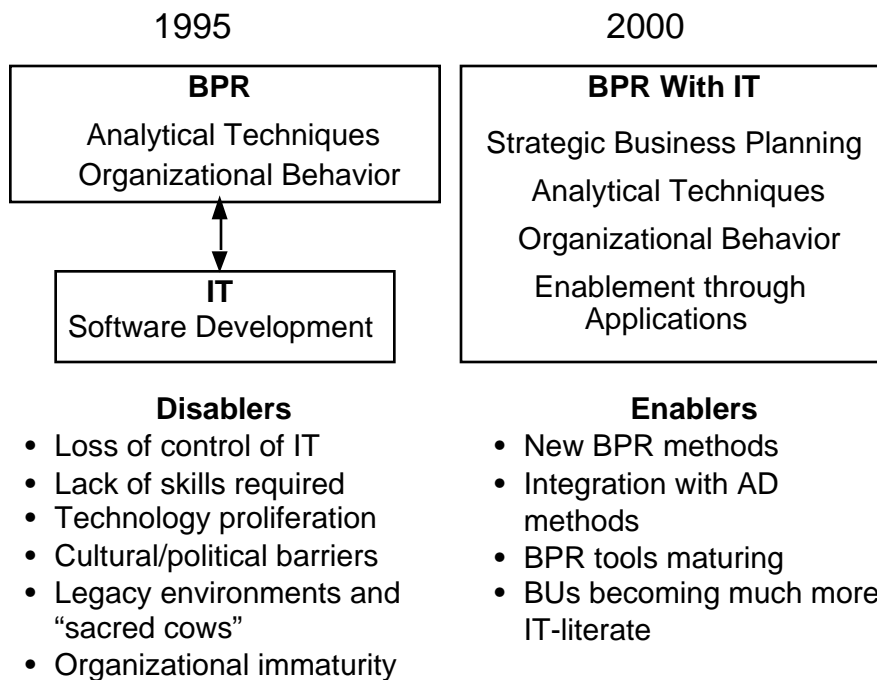 1995
BPR
Analytical Techniques
Organizational Behavior
IT
Software Development
Disablers
• Loss of control of IT
• Lack of skills required
• Technology proliferation
• Cultural/political barriers
• Legacy environments and
“sacred cows”
• Organizational immaturity
2000
BPR With IT
Strategic Business Planning
Analytical Techniques
Organizational Behavior
Enablement through
Applications
Enablers
• New BPR methods
• Integration with AD
methods
• BPR tools maturing
• BUs becoming much more
IT-literate